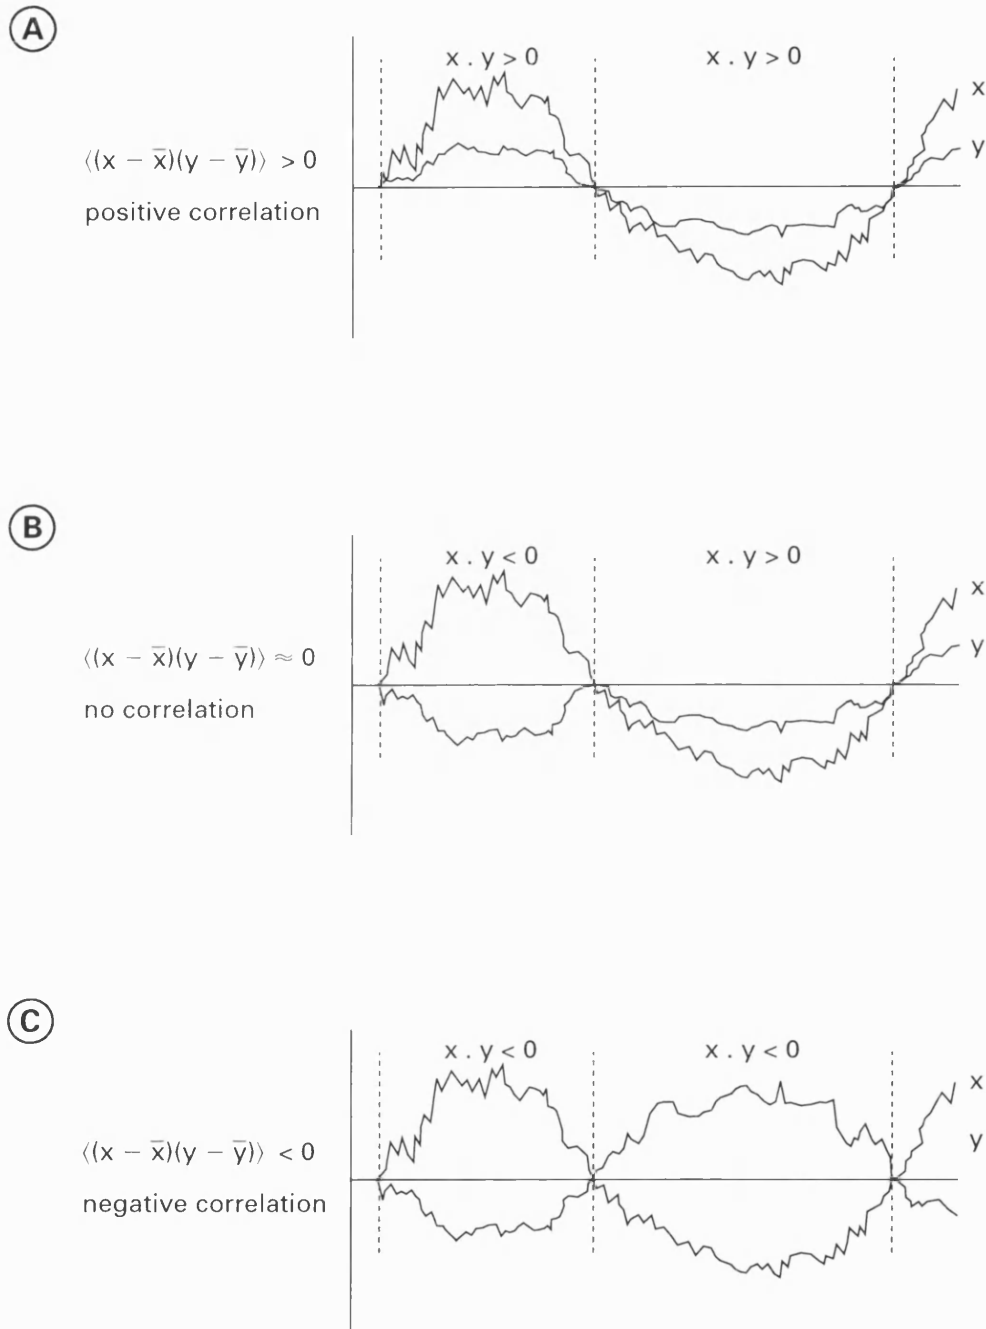 A
x . y > 0
x . y > 0
x
y
⟨(x − x̅)(y − y̅)⟩ > 0
positive correlation
B
x . y < 0
x . y > 0
x
y
⟨(x − x̅)(y − y̅)⟩ ≈ 0
no correlation
C
x . y < 0
x . y < 0
x
y
⟨(x − x̅)(y − y̅)⟩ < 0
negative correlation